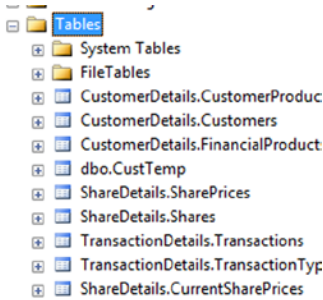 Tables
System Tables
FileTables
CustomerDetails.CustomerProduc
CustomerDetails.Customers
CustomerDetails.FinancialProduct
dbo.CustTemp
ShareDetails.SharePrices
ShareDetails.Shares
TransactionDetails.Transactions
TransactionDetails.TransactionTyp
ShareDetails.CurrentSharePrices